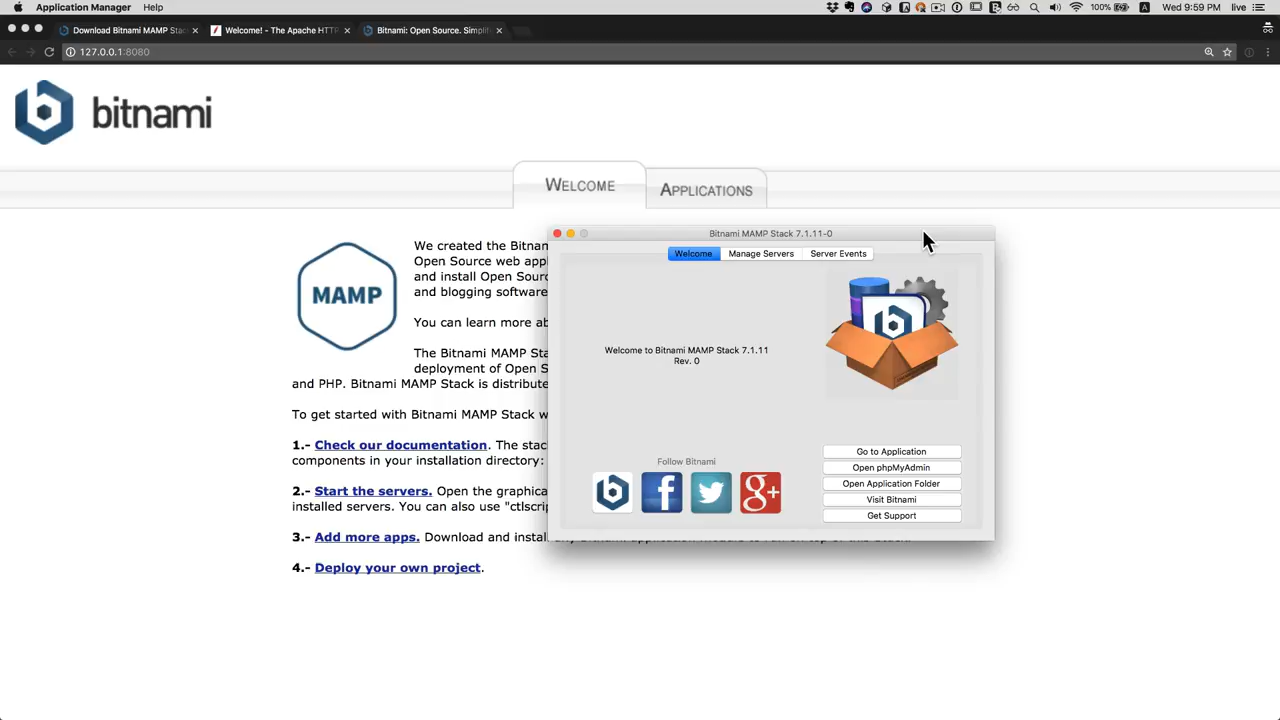 Application Manager Help
100% Wed 9:59 PM live
Download Bitnami MAMP Stac
Welcome! - The Apache HTTP
Bitnami: Open Source. Simplif
127.0.0.1:8080
bitnami
WELCOME
APPLICATIONS
MAMP
We created the Bitnam
Open Source web appl
and install Open Sourc
and blogging software
You can learn more ab
The Bitnami MAMP Sta
deployment of Open S
and PHP. Bitnami MAMP Stack is distribute
To get started with Bitnami MAMP Stack w
1.- Check our documentation. The stac
components in your installation directory:
2.- Start the servers. Open the graphica
installed servers. You can also use "ctlscrip
3.- Add more apps. Download and install
4.- Deploy your own project.
Bitnami MAMP Stack 7.1.11-0
Welcome Manage Servers Server Events
Welcome to Bitnami MAMP Stack 7.1.11
Rev. 0
Follow Bitnami
Go to Application
Open phpMyAdmin
Open Application Folder
Visit Bitnami
Get Support